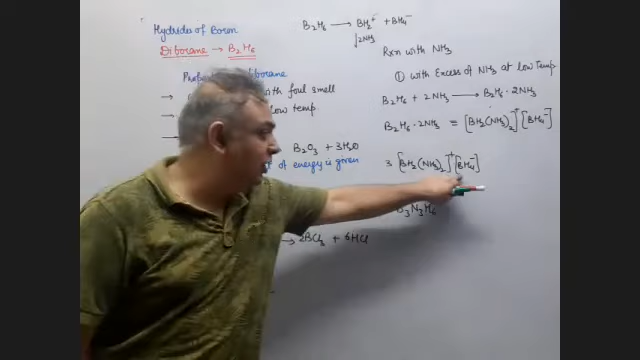 Hydrides of Boron
Diborane → B₂H₆
→ with foul smell
→ low temp.
→
B₂O₃ + 3H₂O
of energy is given
→ 2BCl₃ + 6HCl
B₂H₆ ⟶ BH₂⁺ + BH₄⁻
↓2NH₃
Rxn with NH₃
① with Excess of NH₃ at low Temp
B₂H₆ + 2NH₃ ⟶ B₂H₆·2NH₃
B₂H₆·2NH₃ = [BH₂(NH₃)₂]⁺[BH₄⁻]
3 [BH₂(NH₃)₂]⁺[BH₄⁻]
B₃N₃H₆